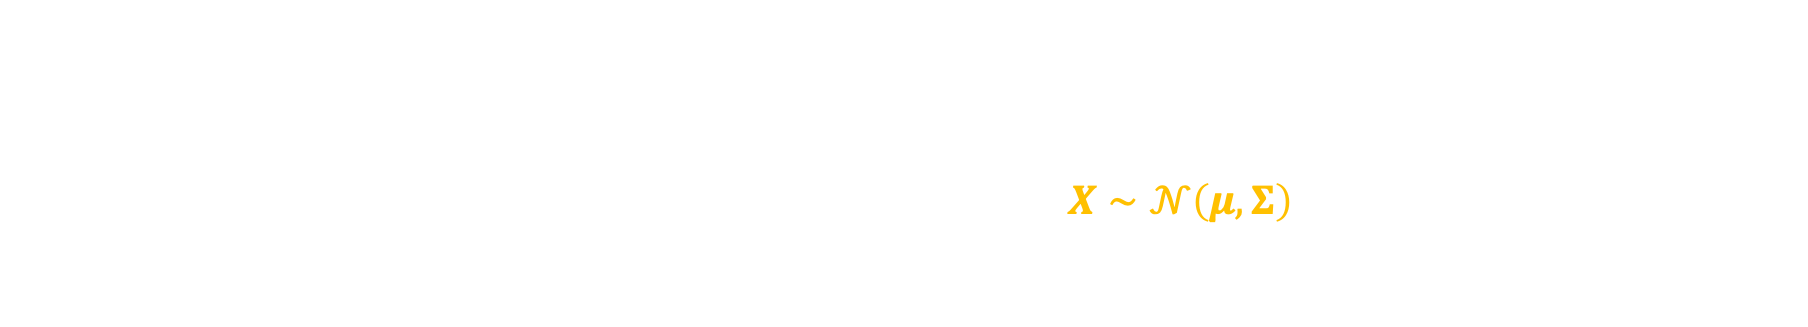 𝑿 ~ 𝒩(𝝁, 𝚺)